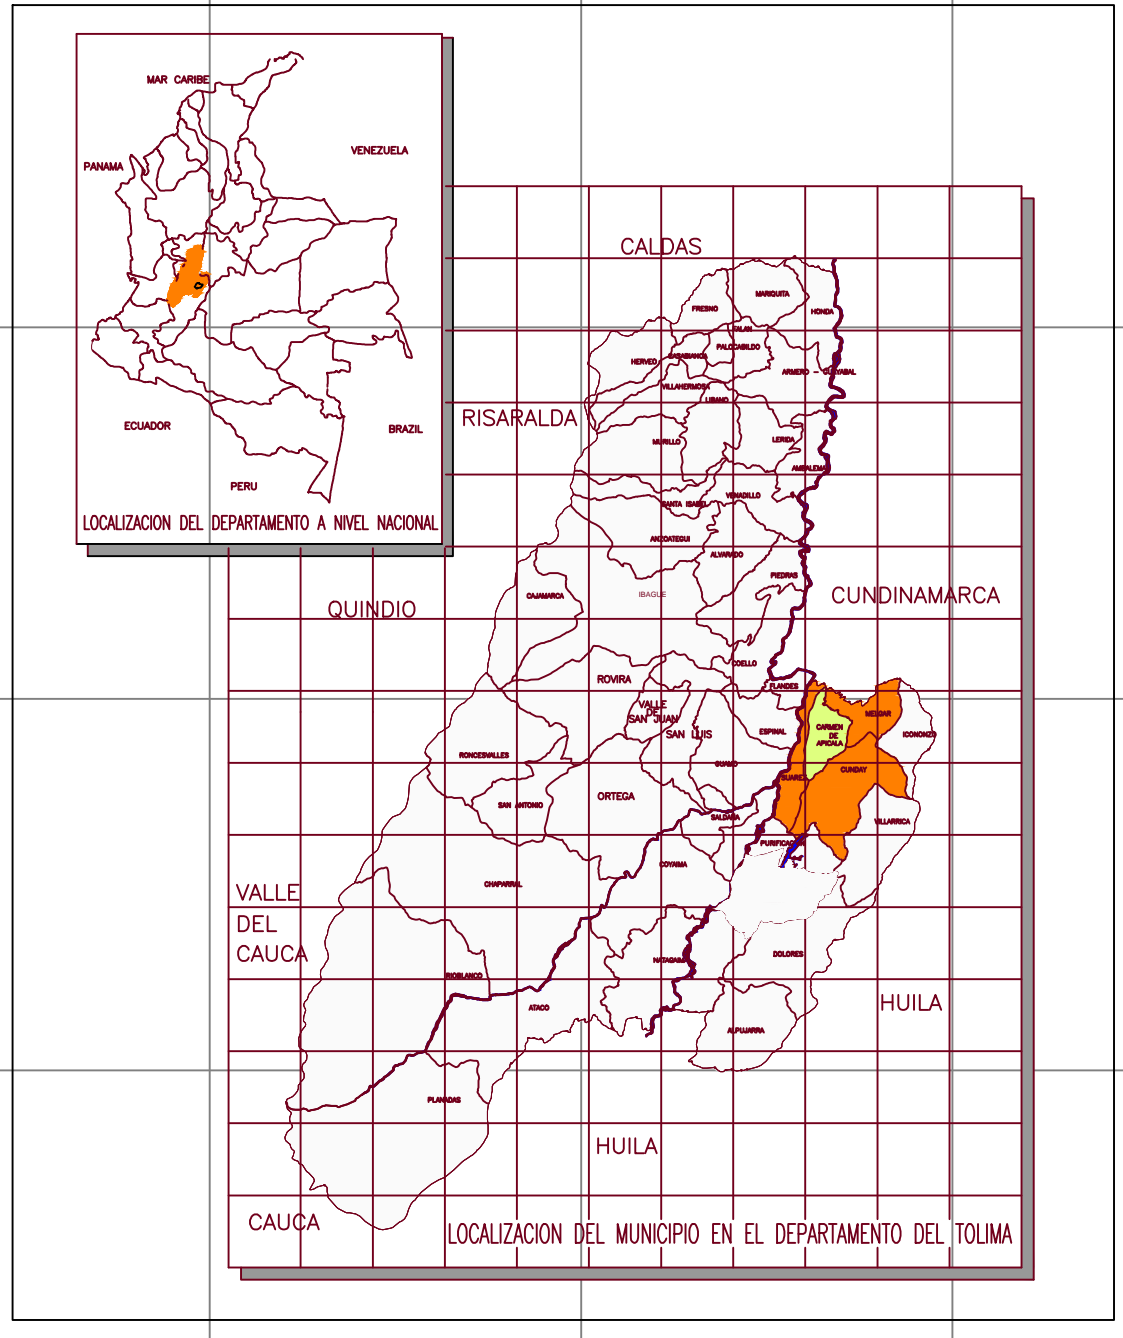 MAR CARIBE
VENEZUELA
PANAMA
ECUADOR
BRAZIL
PERU
LOCALIZACION DEL DEPARTAMENTO A NIVEL NACIONAL
CALDAS
MARIQUITA
FRESNO
HONDA
FALAN
PALOCABILDO
CASABIANCA
HERVEO
ARMERO - GUAYABAL
VILLAHERMOSA
LIBANO
RISARALDA
MURILLO
LERIDA
AMBALEMA
VENADILLO
SANTA ISABEL
ANZOATEGUI
ALVARADO
PIEDRAS
CAJAMARCA
IBAGUE
CUNDINAMARCA
QUINDIO
COELLO
ROVIRA
FLANDES
VALLE
DE
SAN JUAN
MELGAR
SAN LUIS
ESPINAL
CARMEN
DE
APICALA
ICONONZO
RONCESVALLES
GUAMO
SUAREZ
CUNDAY
SAN ANTONIO
ORTEGA
SALDAÑA
VILLARRICA
PURIFICACION
COYAIMA
CHAPARRAL
VALLE
DEL
CAUCA
DOLORES
NATAGAIMA
RIOBLANCO
HUILA
ATACO
ALPUJARRA
PLANADAS
HUILA
CAUCA
LOCALIZACION DEL MUNICIPIO EN EL DEPARTAMENTO DEL TOLIMA